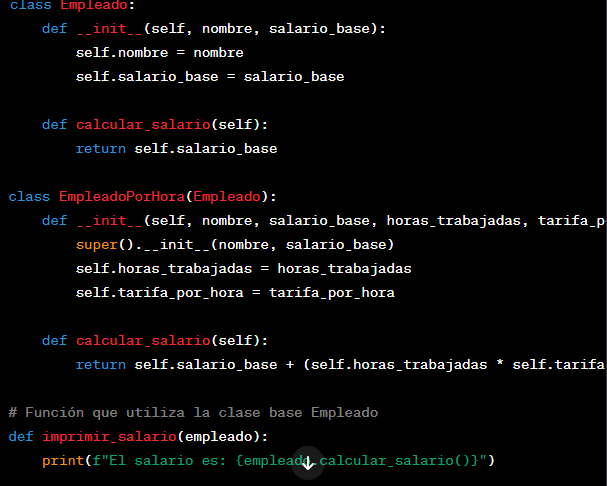 class Empleado:
    def __init__(self, nombre, salario_base):
        self.nombre = nombre
        self.salario_base = salario_base

    def calcular_salario(self):
        return self.salario_base

class EmpleadoPorHora(Empleado):
    def __init__(self, nombre, salario_base, horas_trabajadas, tarifa_p
        super().__init__(nombre, salario_base)
        self.horas_trabajadas = horas_trabajadas
        self.tarifa_por_hora = tarifa_por_hora

    def calcular_salario(self):
        return self.salario_base + (self.horas_trabajadas * self.tarifa

# Función que utiliza la clase base Empleado
def imprimir_salario(empleado):
    print(f"El salario es: {empleado.calcular_salario()}")